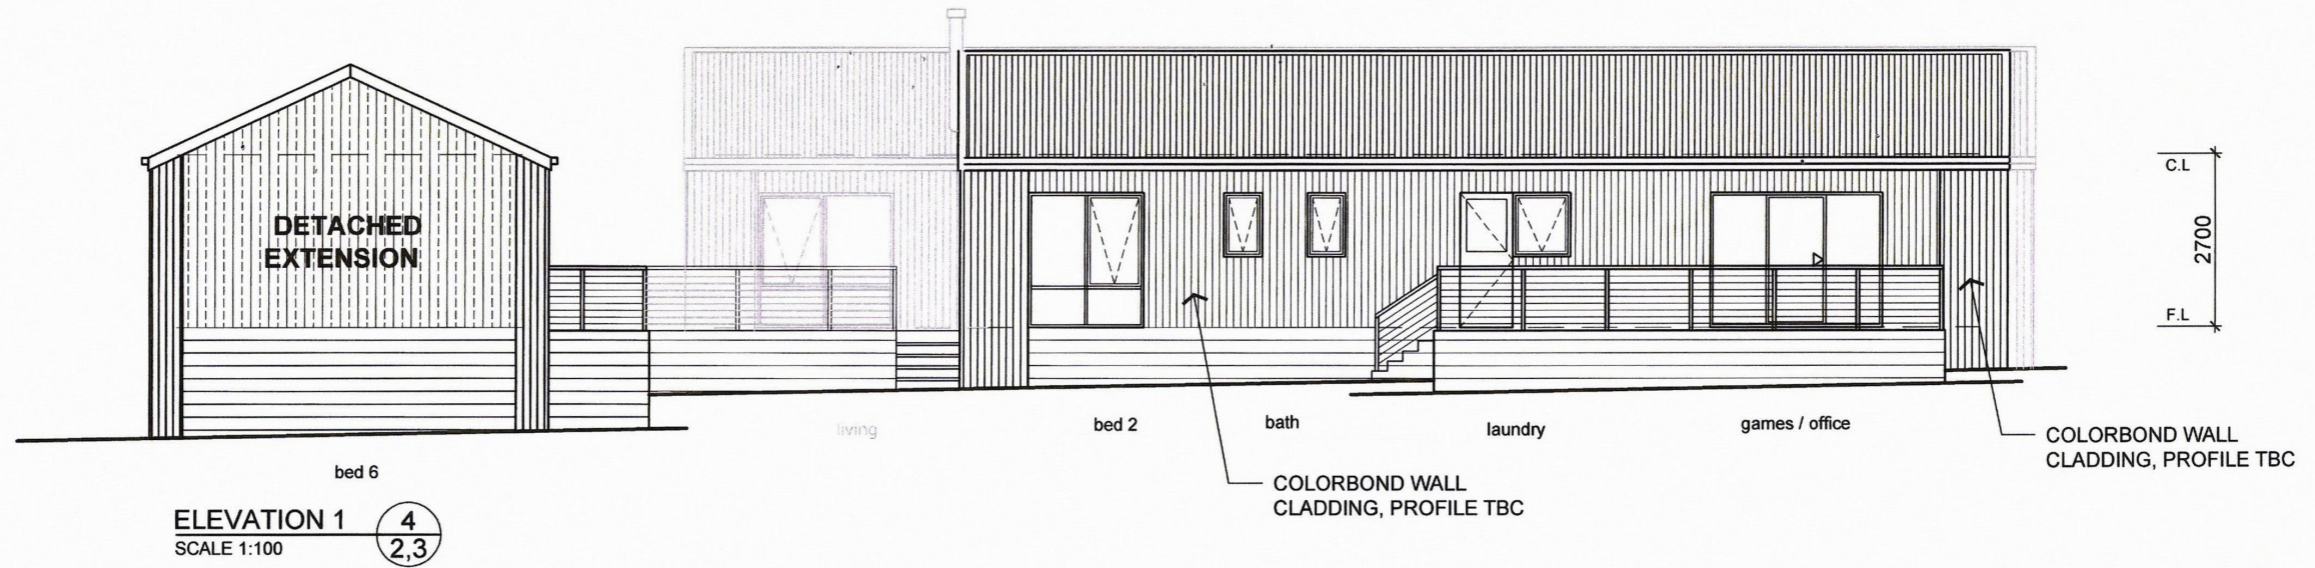 DETACHED
EXTENSION
C.L
2700
F.L
living
bed 2
bath
laundry
games / office
COLORBOND WALL
CLADDING, PROFILE TBC
bed 6
COLORBOND WALL
CLADDING, PROFILE TBC
ELEVATION 1
SCALE 1:100
4
2,3